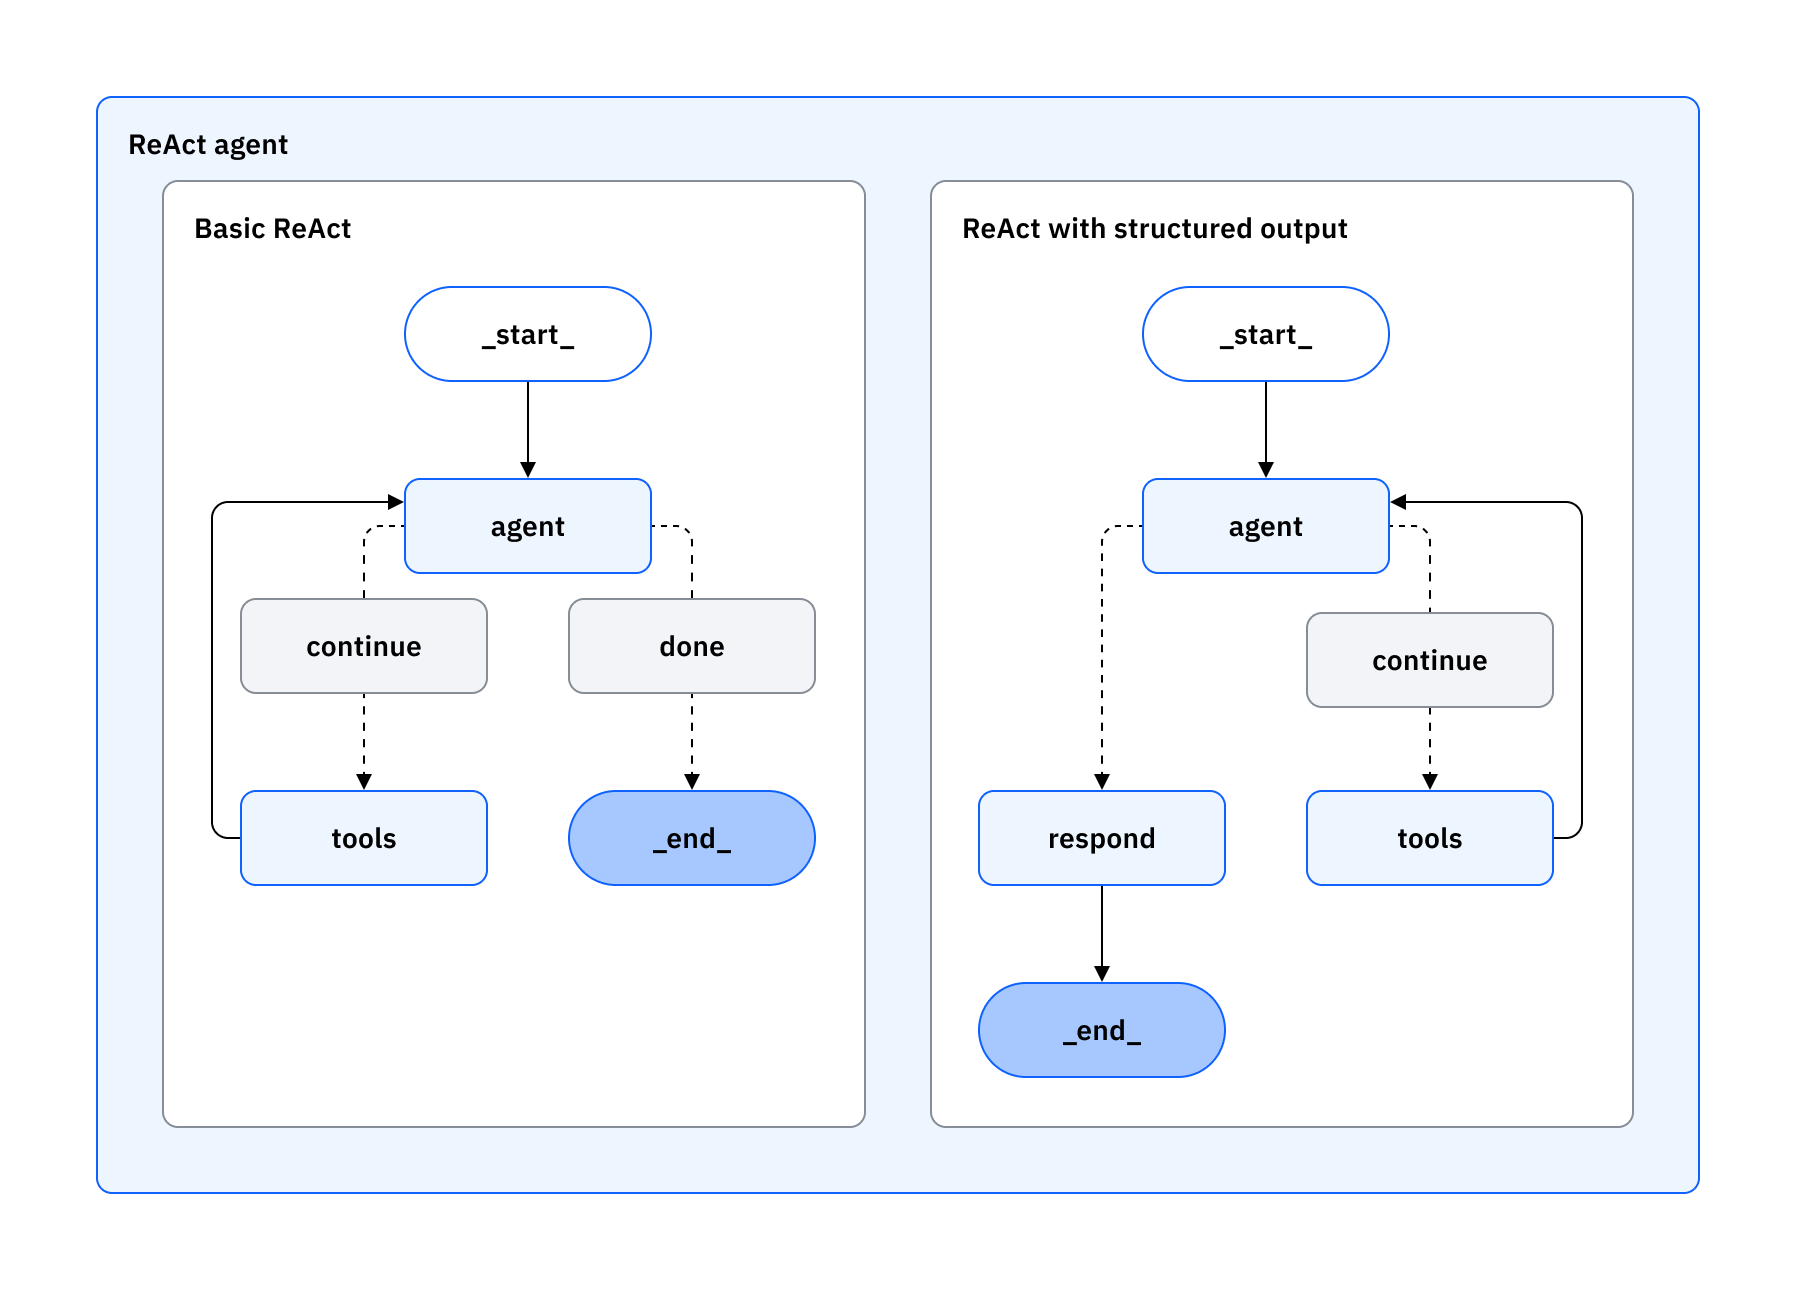 ReAct agent
Basic ReAct
_start_
agent
continue
done
tools
_end_
ReAct with structured output
_start_
agent
continue
respond
tools
_end_